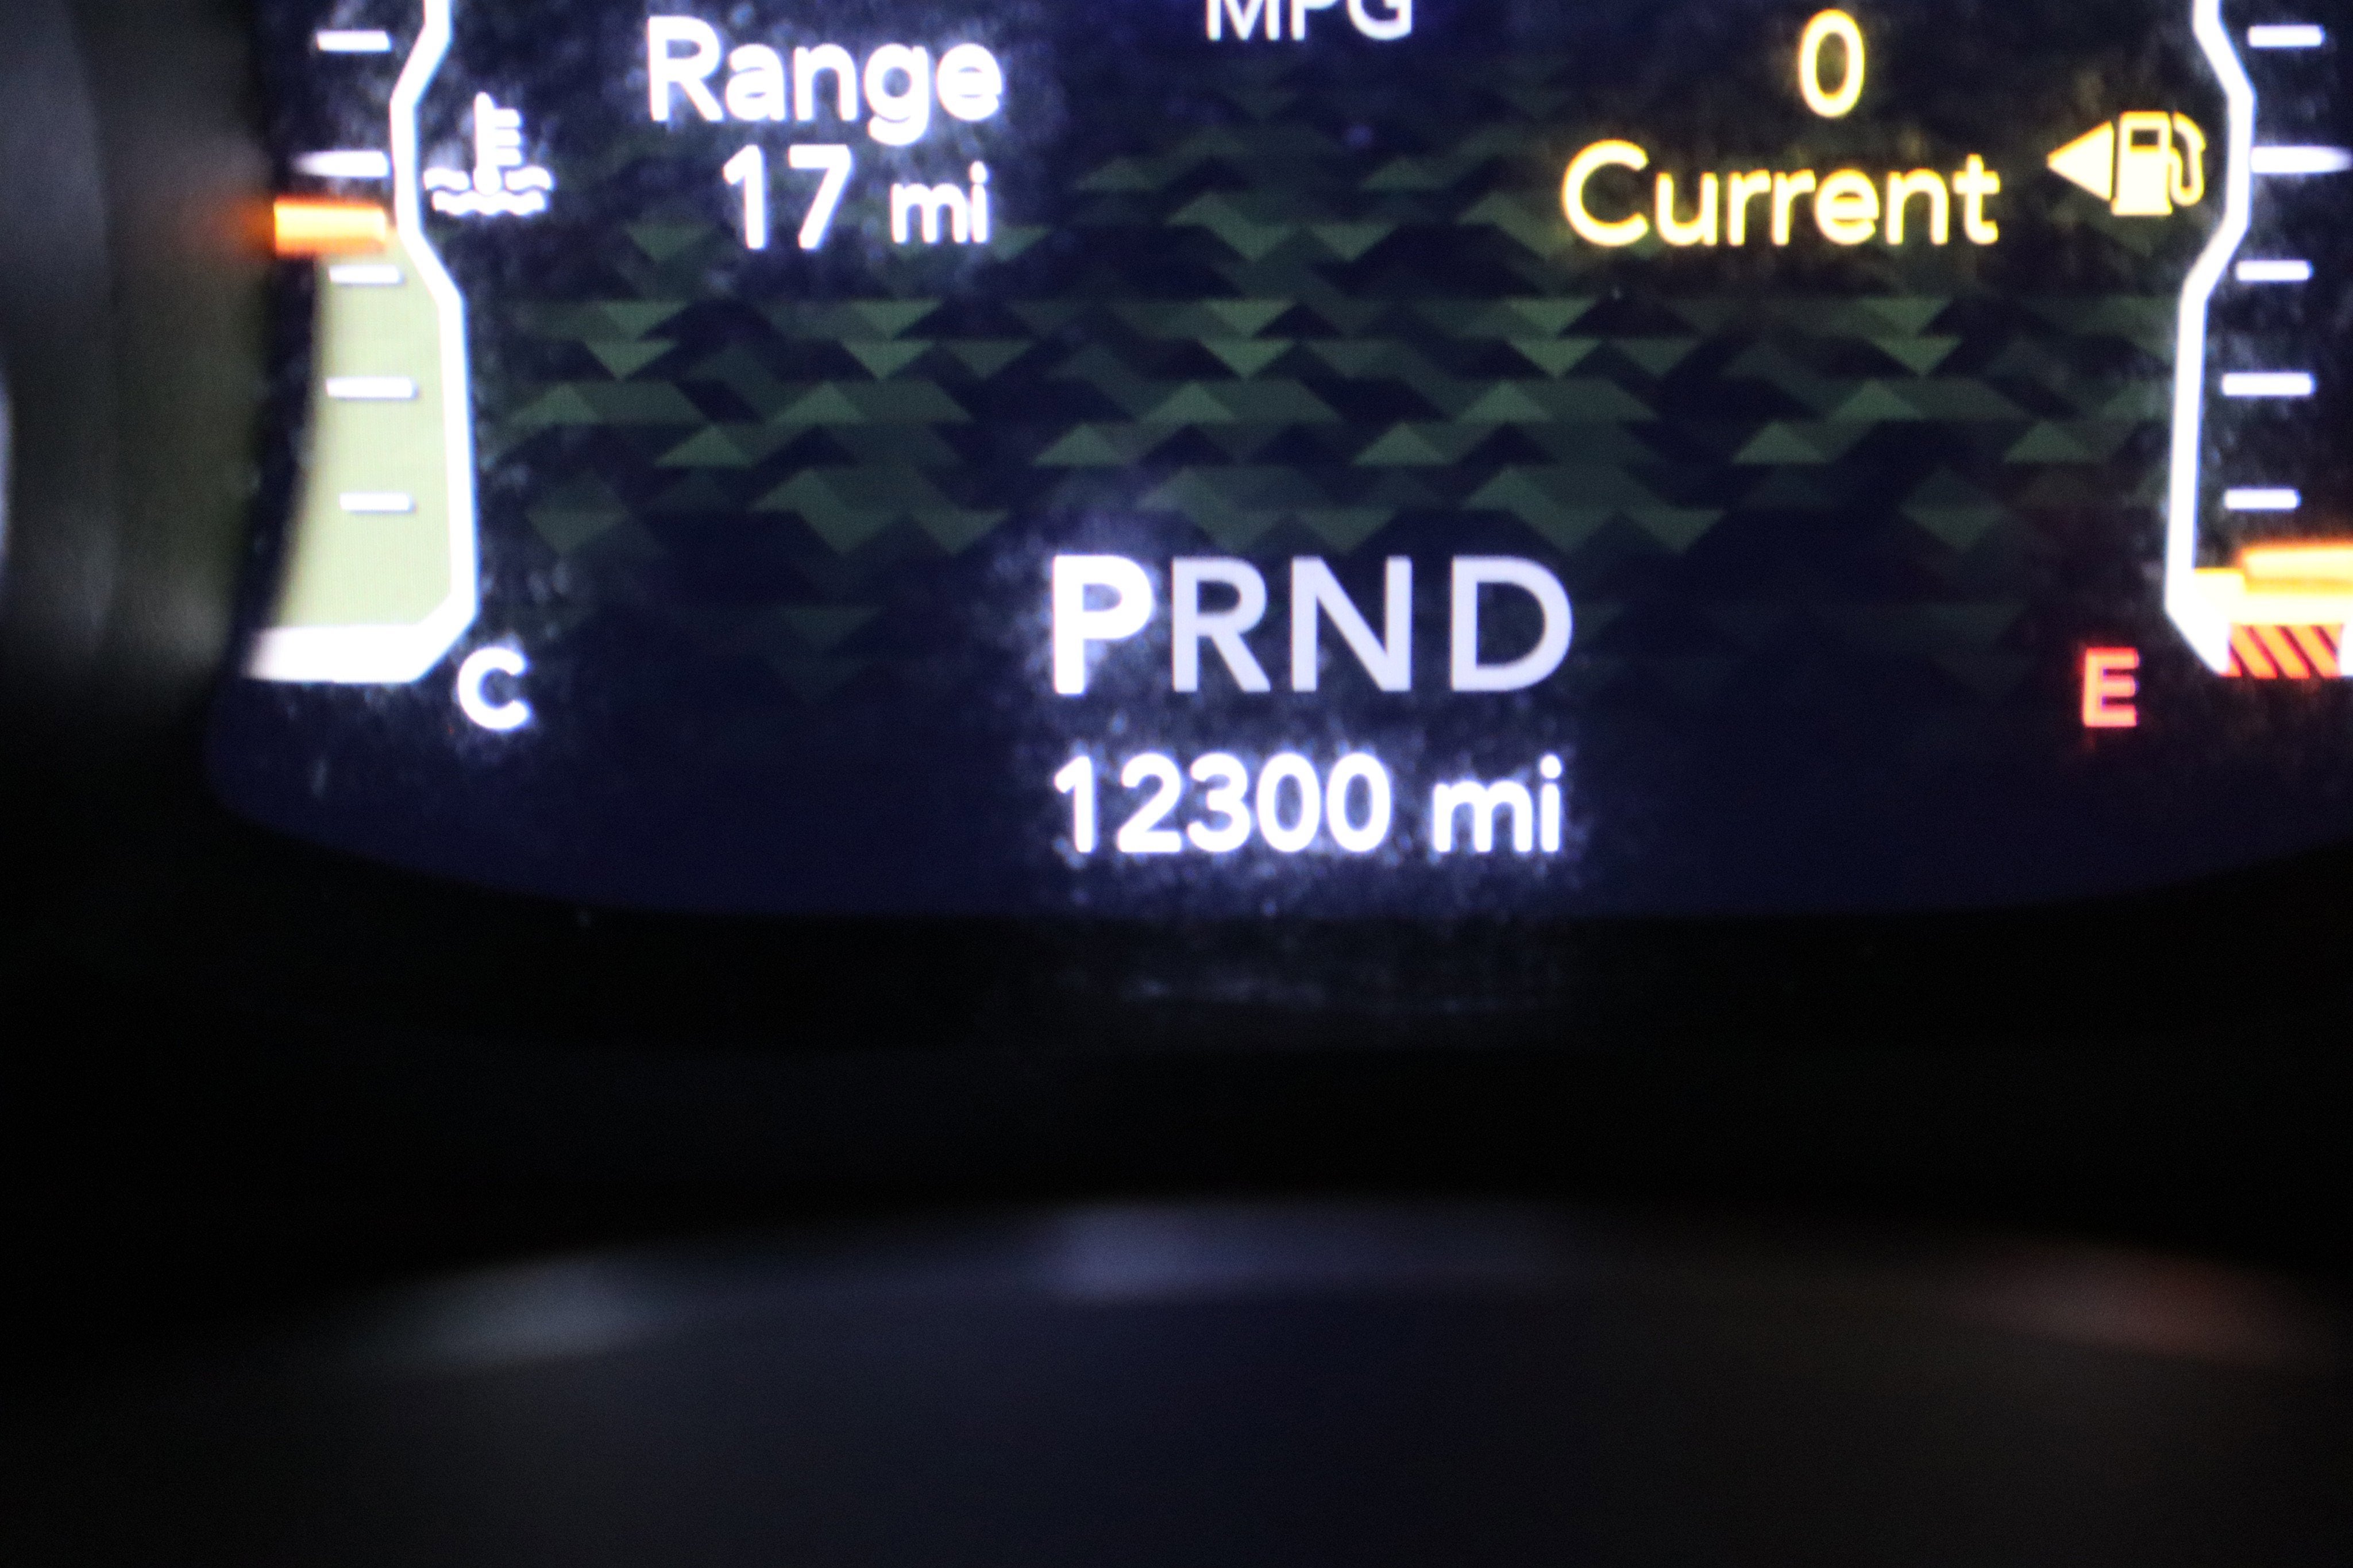 MPG
Range
17 mi
0
Current
PRND
C
E
12300 mi